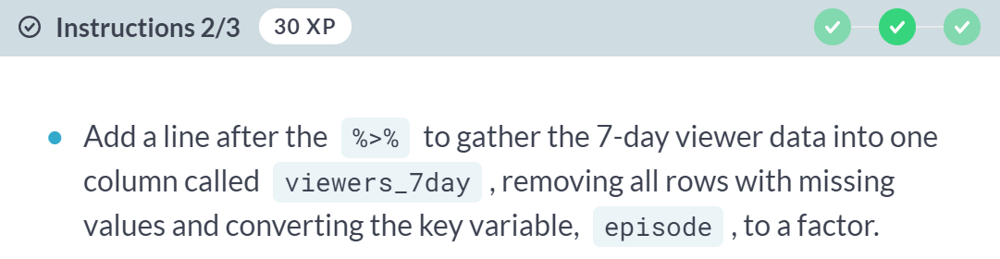 Instructions 2/3 30 XP
Add a line after the %>% to gather the 7-day viewer data into one
column called viewers_7day , removing all rows with missing
values and converting the key variable, episode , to a factor.